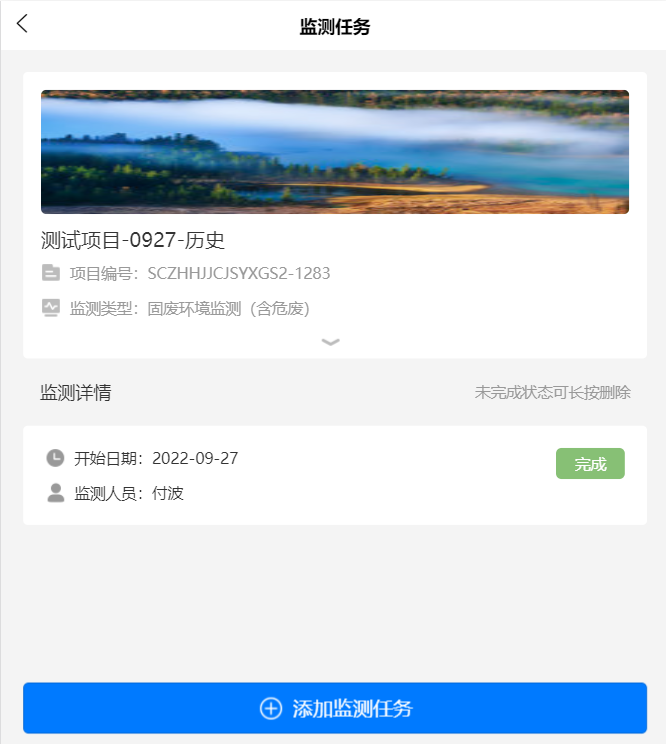 监测任务
测试项目-0927-历史
项目编号：SCZHHJJCJSYXGS2-1283
监测类型：固废环境监测（含危废）
监测详情
未完成状态可长按删除
开始日期：2022-09-27
完成
监测人员：付波
添加监测任务